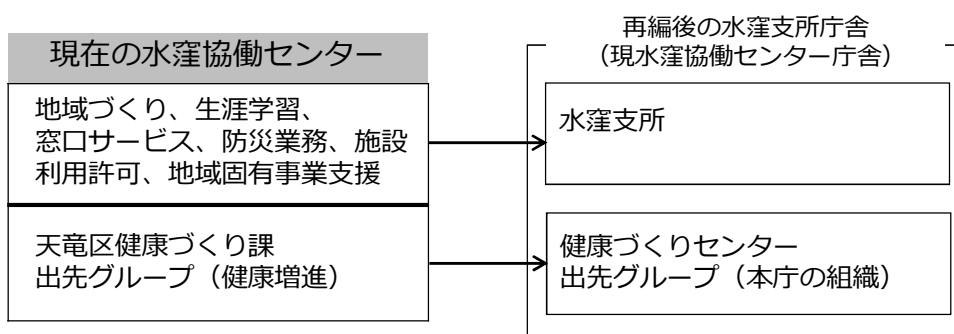 現在の水窪協働センター
地域づくり、生涯学習、
窓口サービス、防災業務、施設
利用許可、地域固有事業支援
天竜区健康づくり課
出先グループ（健康増進）
再編後の水窪支所庁舎
（現水窪協働センター庁舎）
水窪支所
健康づくりセンター
出先グループ（本庁の組織）